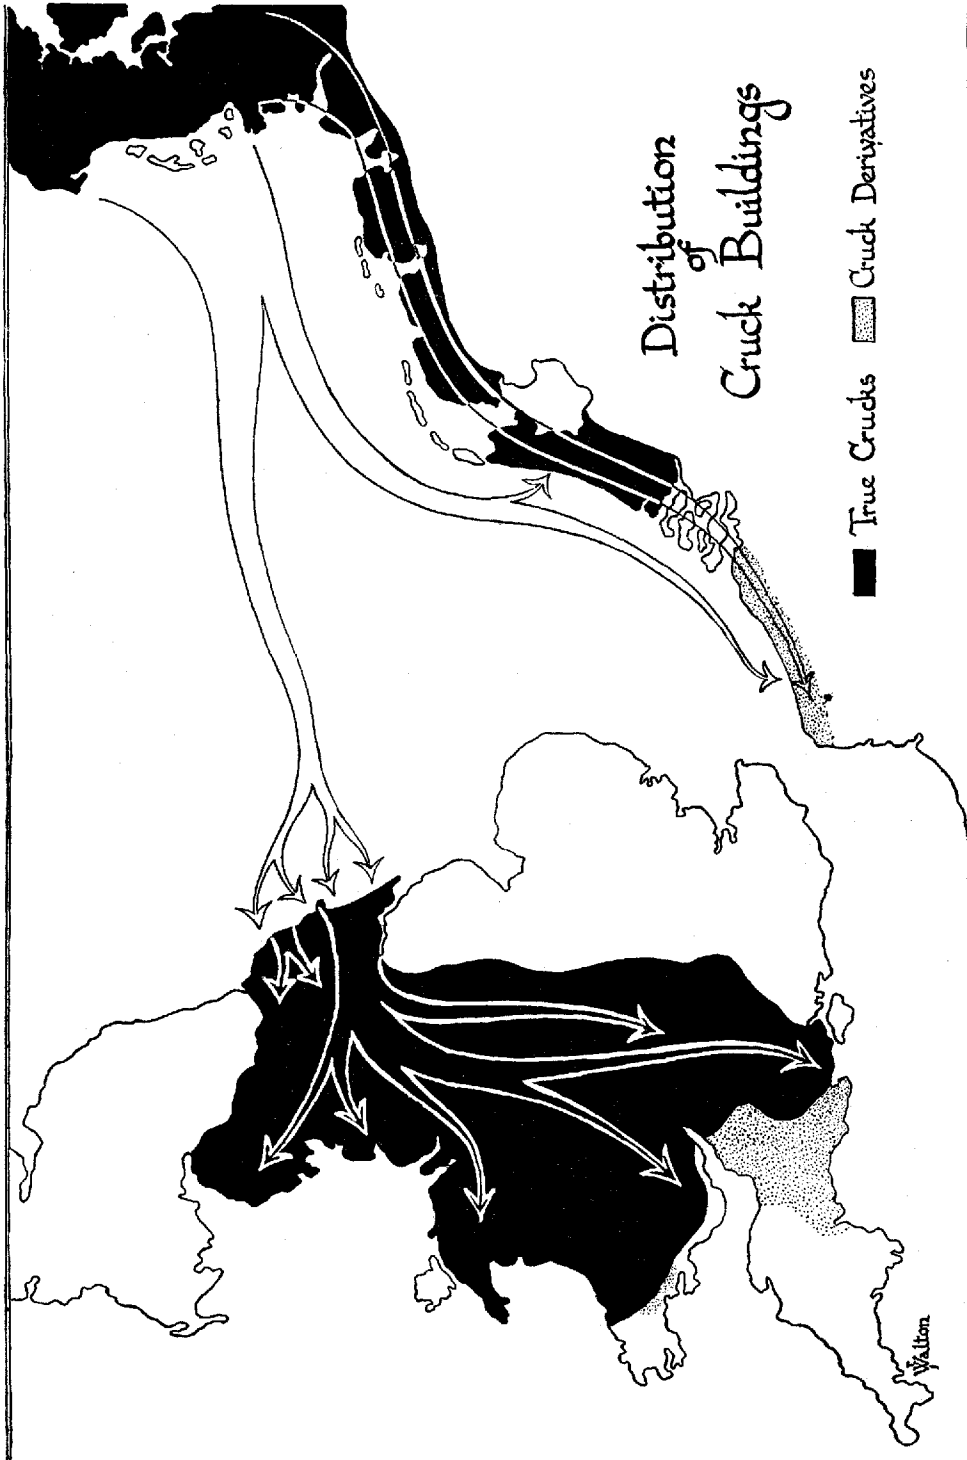 Distribution
of
Cruck Buildings
True Crucks
Cruck Derivatives
Walton